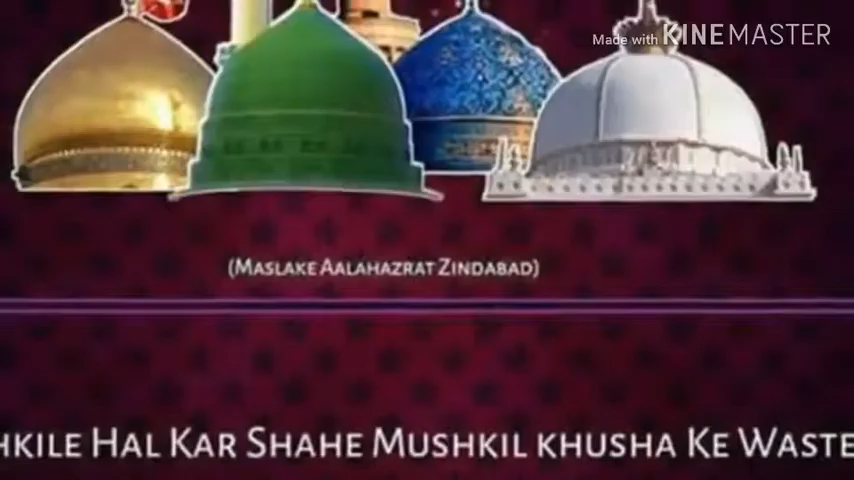 Made with KINEMASTER
(MASLAKE AALAHAZRAT ZINDABAD)
HAL KAR SHAHE MUSHKIL KHUSHA KE WASTE